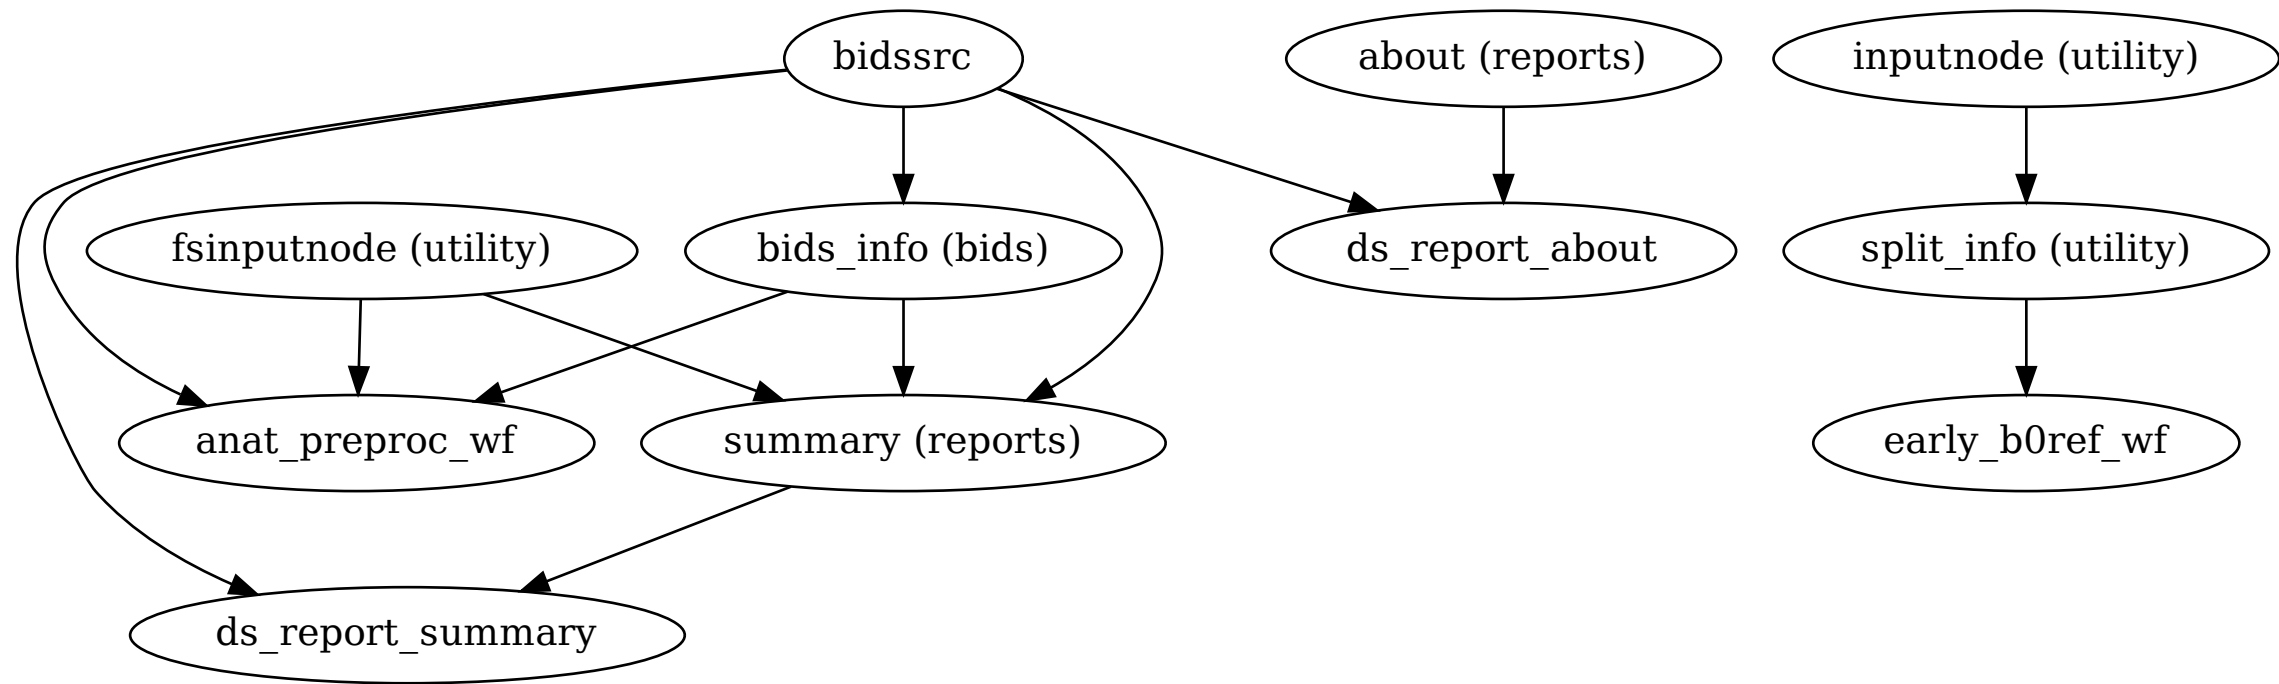 bidssrc
about (reports)
inputnode (utility)
fsinputnode (utility)
bids_info (bids)
ds_report_about
split_info (utility)
anat_preproc_wf
summary (reports)
early_b0ref_wf
ds_report_summary